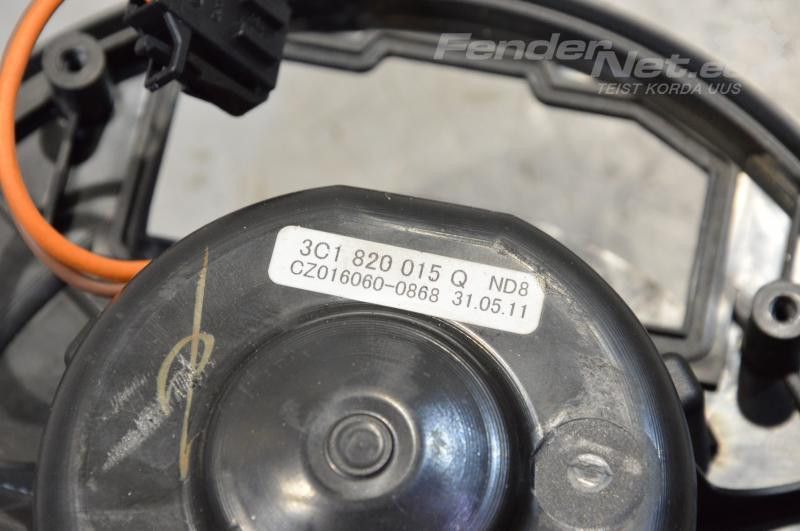 FenderNet.ee
TEIST KORDA UUS
3C1 820 015 Q ND8
CZ016060-0868 31.05.11